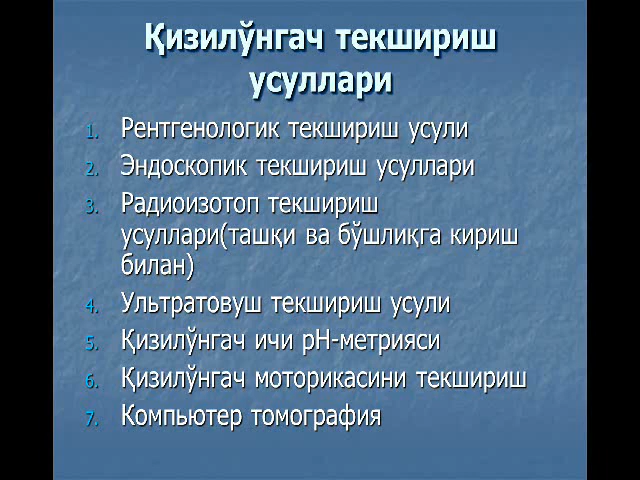 Қизилўнгач текшириш
усуллари
1. Рентгенологик текшириш усули
2. Эндоскопик текшириш усуллари
3. Радиоизотоп текшириш
усуллари(ташқи ва бўшлиқга кириш
билан)
4. Ультратовуш текшириш усули
5. Қизилўнгач ичи pH-метрияси
6. Қизилўнгач моторикасини текшириш
7. Компьютер томография